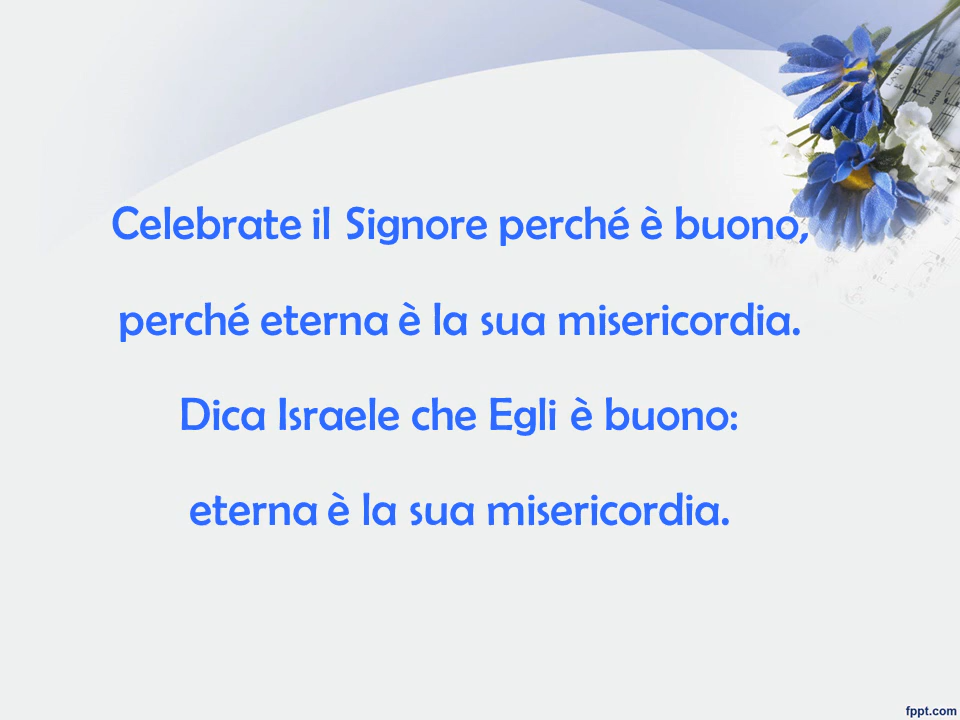 Celebrate il Signore perché è buono,
perché eterna è la sua misericordia.
Dica Israele che Egli è buono:
eterna è la sua misericordia.
fppt.com